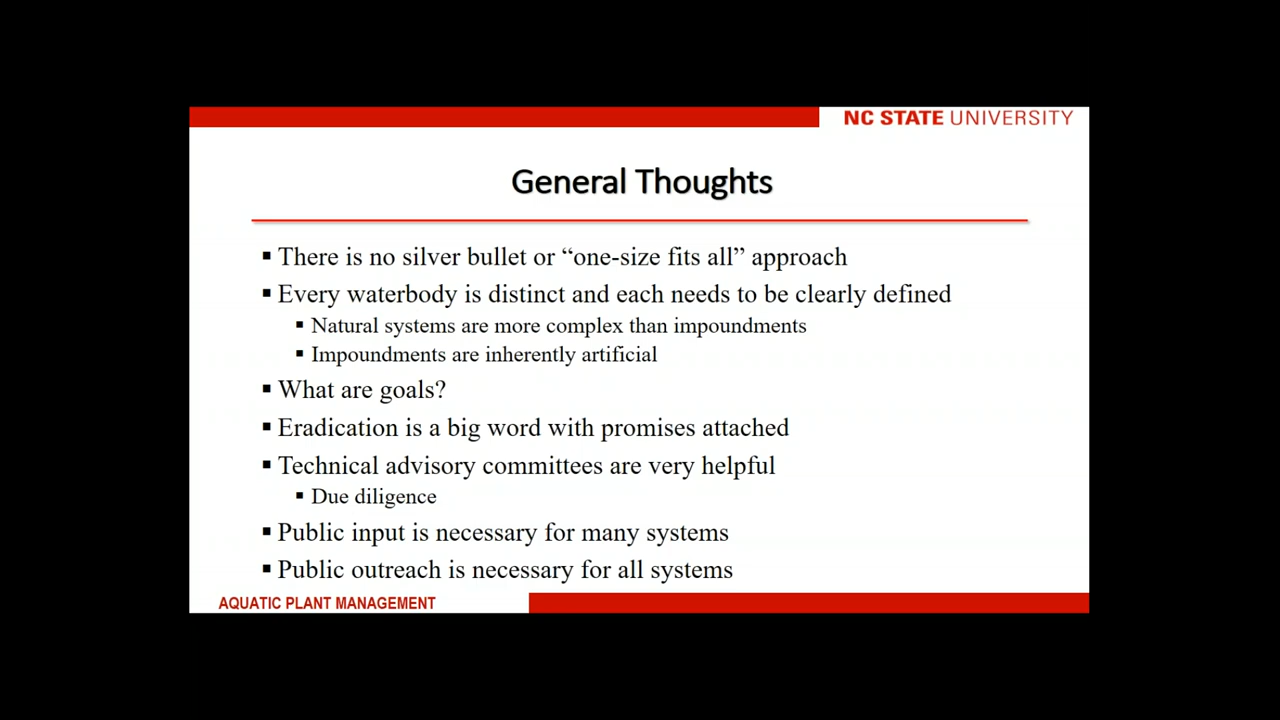 NC STATE UNIVERSITY
General Thoughts
▪ There is no silver bullet or “one-size fits all” approach
▪ Every waterbody is distinct and each needs to be clearly defined
▪ Natural systems are more complex than impoundments
▪ Impoundments are inherently artificial
▪ What are goals?
▪ Eradication is a big word with promises attached
▪ Technical advisory committees are very helpful
▪ Due diligence
▪ Public input is necessary for many systems
▪ Public outreach is necessary for all systems
AQUATIC PLANT MANAGEMENT